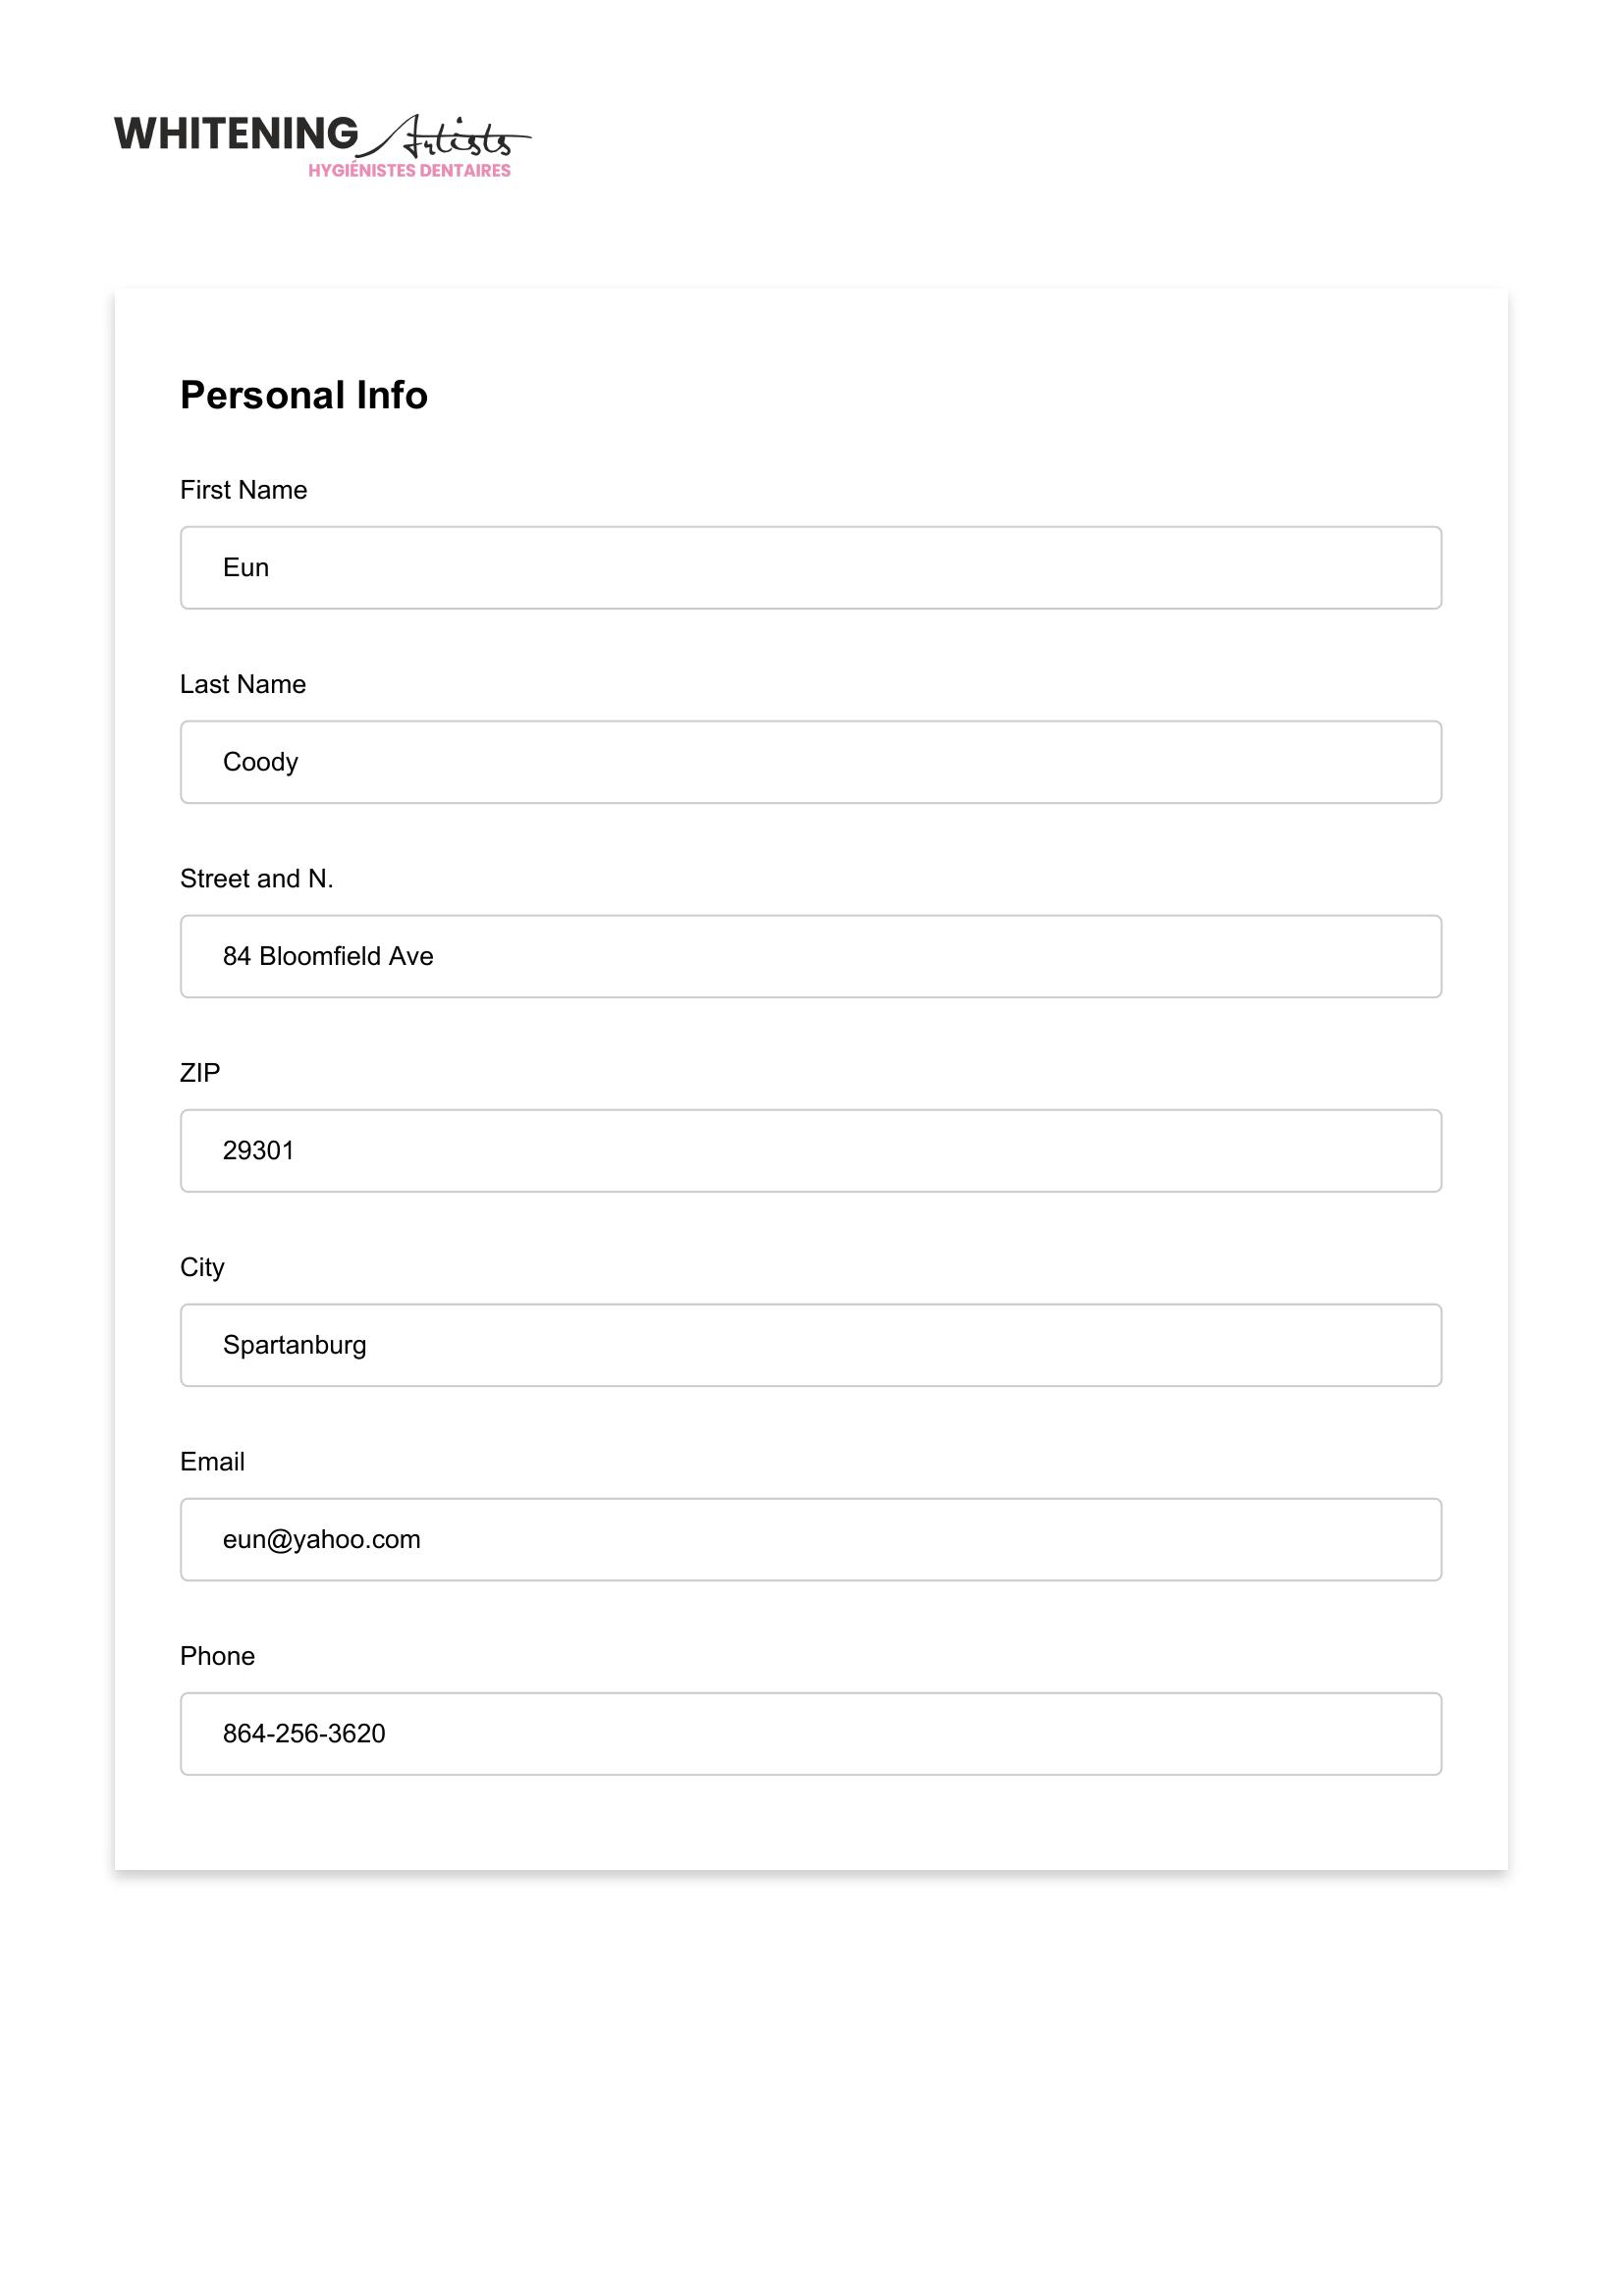 WHITENING Artists
HYGIÉNISTES DENTAIRES
Personal Info
First Name
Eun
Last Name
Coody
Street and N.
84 Bloomfield Ave
ZIP
29301
City
Spartanburg
Email
eun@yahoo.com
Phone
864-256-3620